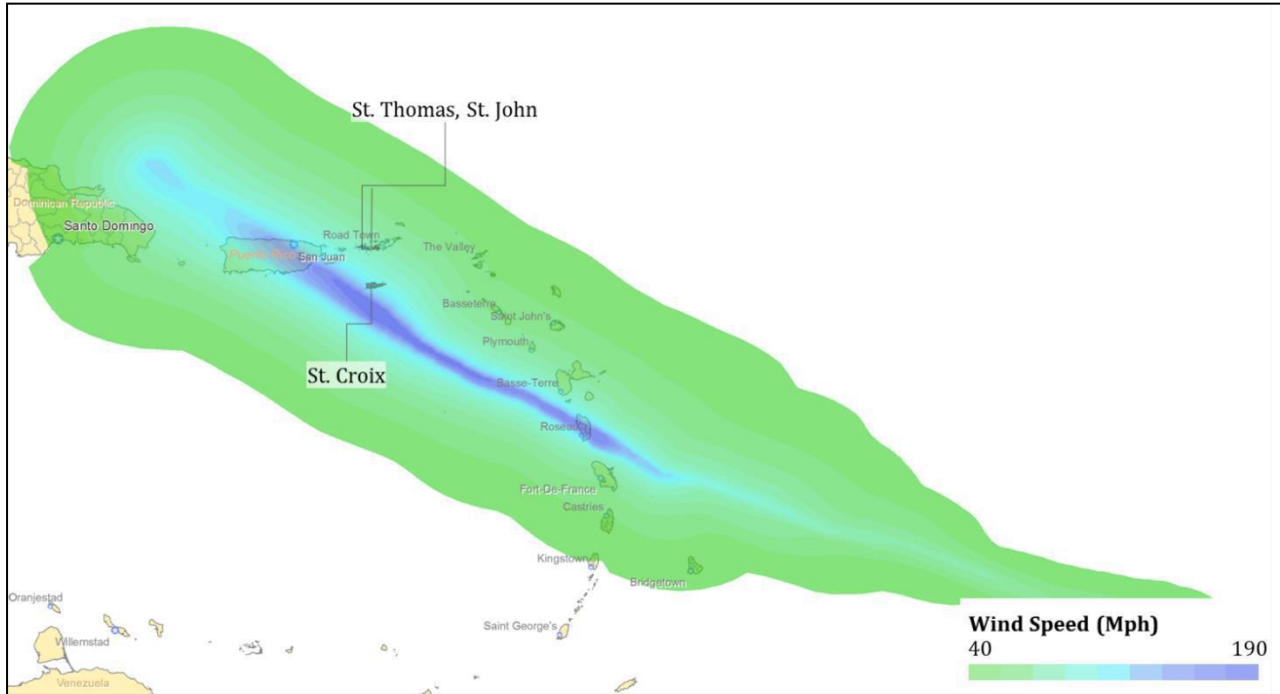 St. Thomas, St. John
Dominican Republic
Santo Domingo
Road Town
The Valley
Puerto Rico
San Juan
Basseterre
Saint John's
St. Croix
Plymouth
Basse-Terre
Roseau
Fort-De-France
Castries
Kingstown
Bridgetown
Oranjestad
Willemstad
Saint George's
Venezuela
Wind Speed (Mph)
40 190